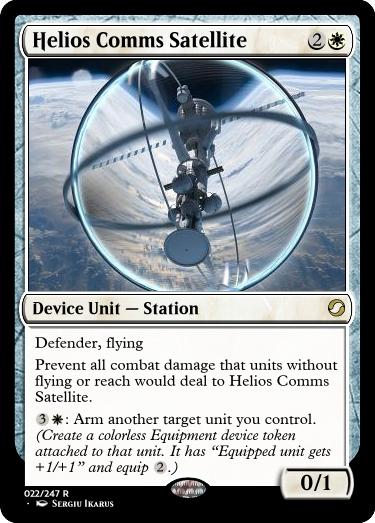 Helios Comms Satellite 2
Device Unit — Station
Defender, flying
Prevent all combat damage that units without
flying or reach would deal to Helios Comms
Satellite.
3 : Arm another target unit you control.
(Create a colorless Equipment device token
attached to that unit. It has “Equipped unit gets
+1/+1” and equip 2.)
0/1
022/247 R
· Sergiu Ikarus